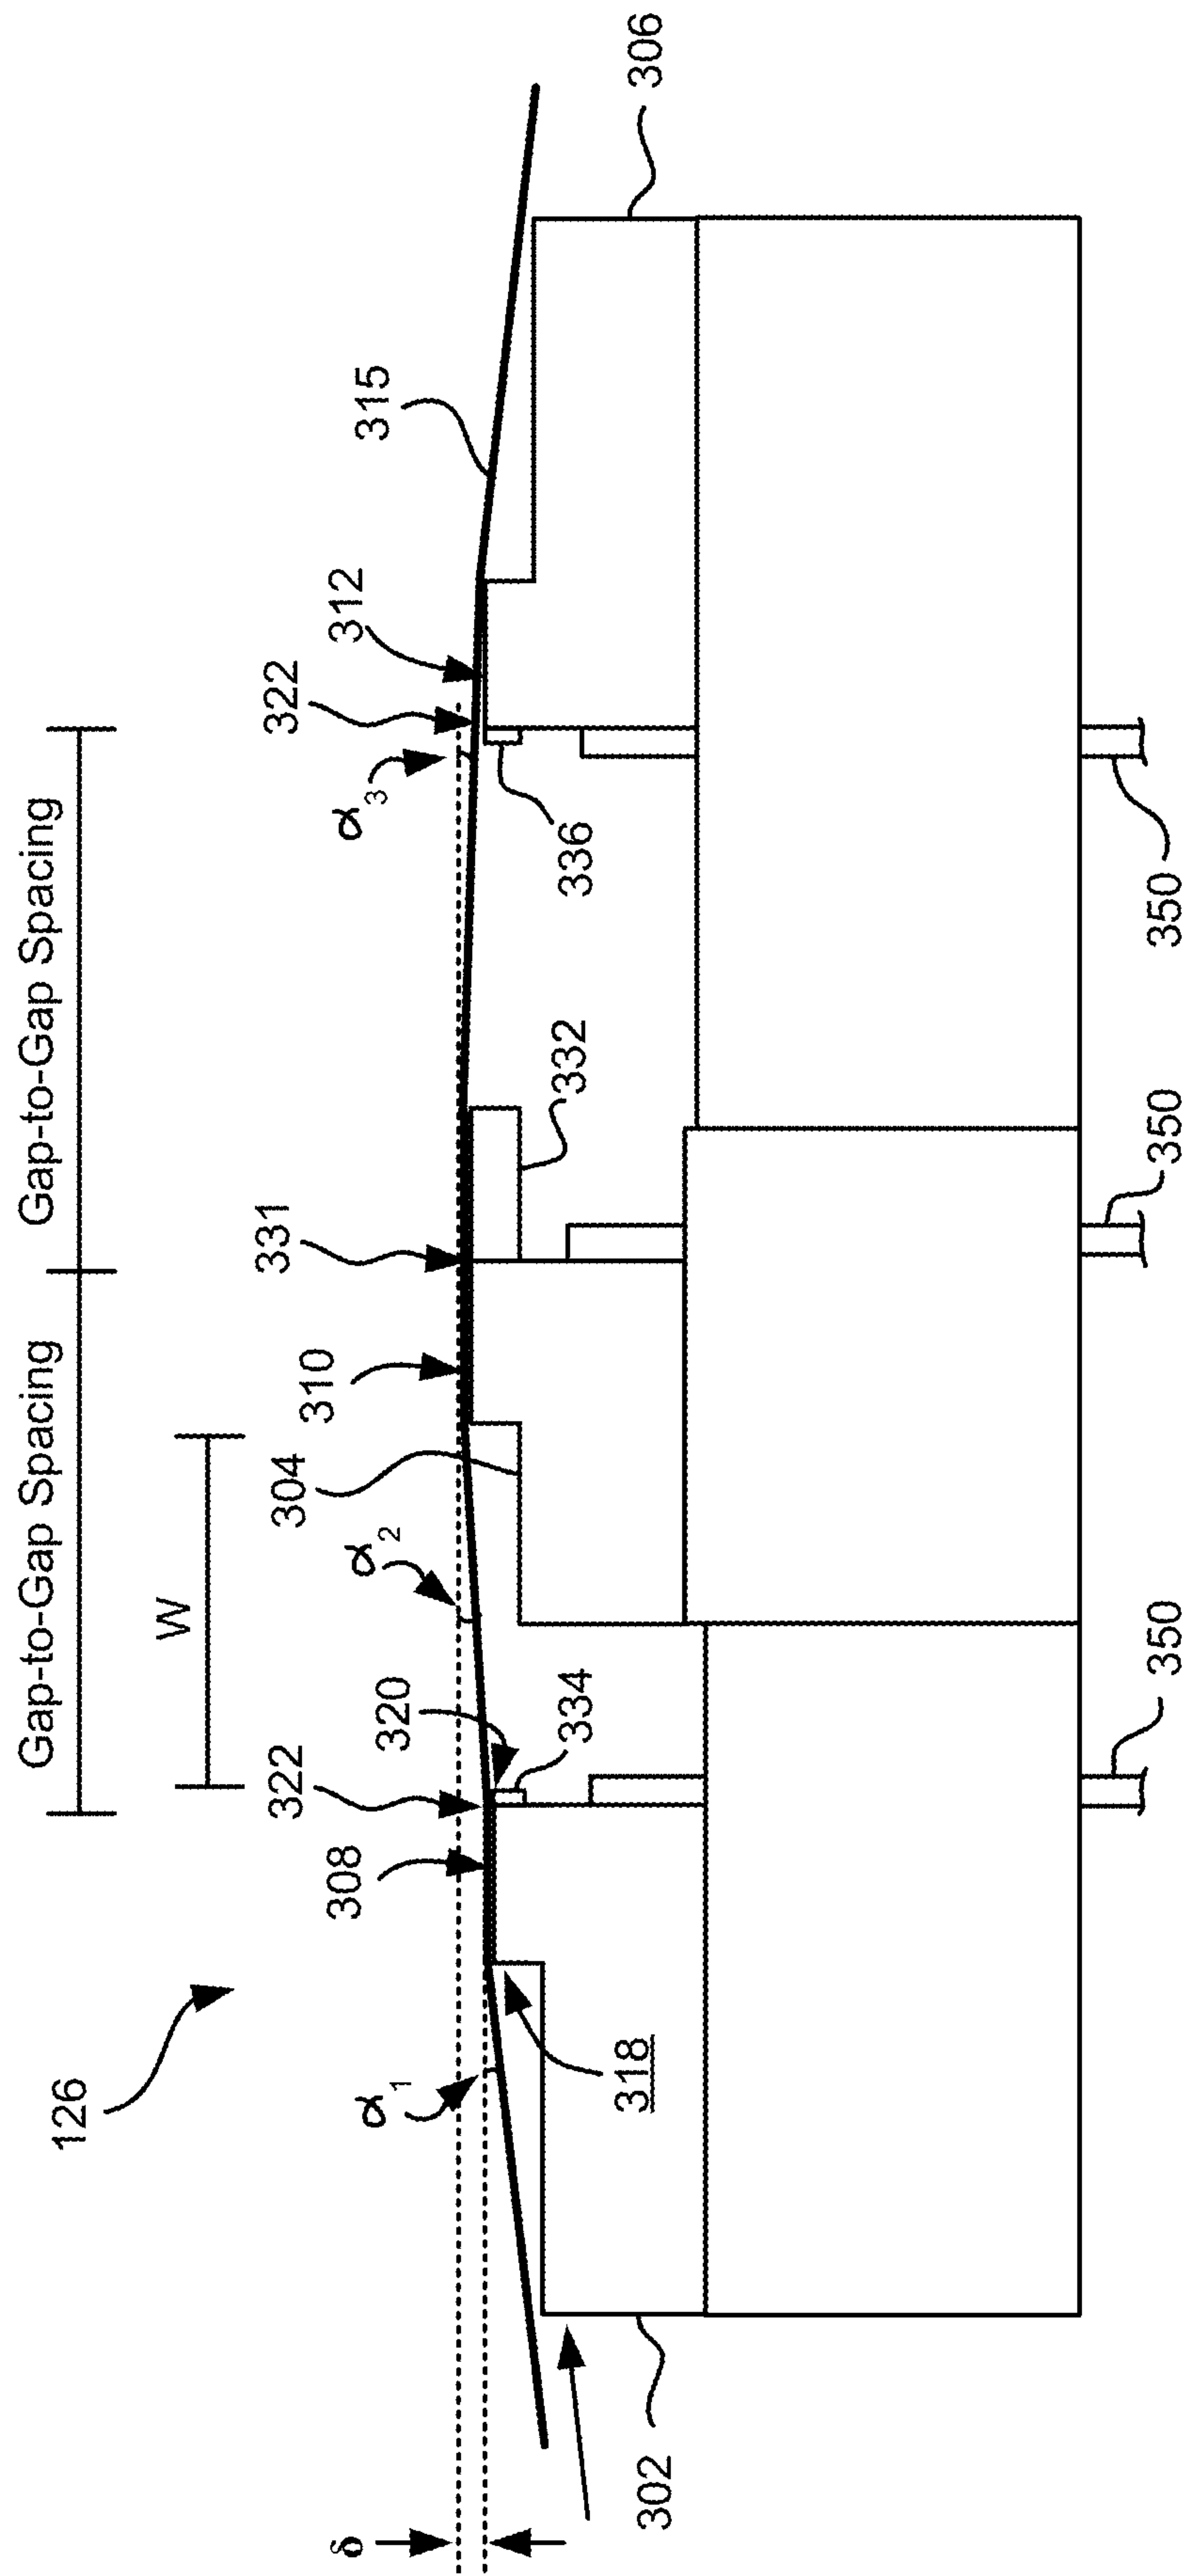 Gap-to-Gap Spacing
Gap-to-Gap Spacing
W
126
δ
α1
308
322
320
334
α2
304
310
331
332
α3
322
312
336
315
306
318
302
350
350
350